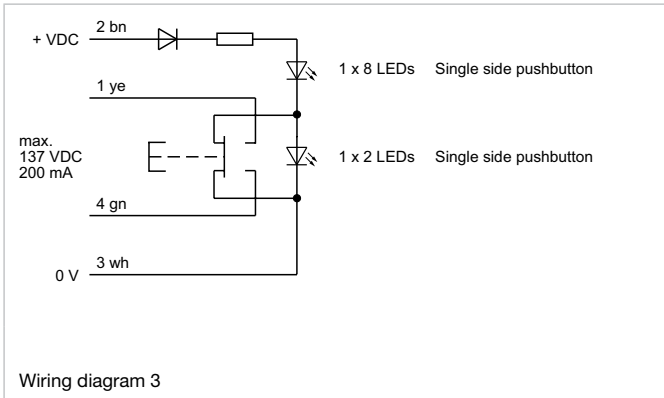 2 bn
+ VDC
1 x 8 LEDs Single side pushbutton
1 ye
max.
137 VDC
200 mA
1 x 2 LEDs Single side pushbutton
4 gn
3 wh
0 V
Wiring diagram 3